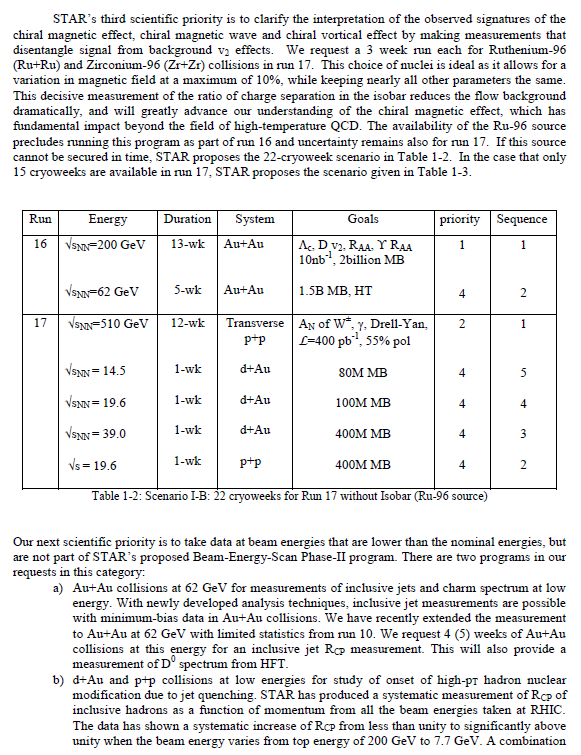 STAR's third scientific priority is to clarify the interpretation of the observed signatures of the
chiral magnetic effect, chiral magnetic wave and chiral vortical effect by making measurements that
disentangle signal from background v₂ effects. We request a 3 week run each for Ruthenium-96
(Ru+Ru) and Zirconium-96 (Zr+Zr) collisions in run 17. This choice of nuclei is ideal as it allows for a
variation in magnetic field at a maximum of 10%, while keeping nearly all other parameters the same.
This decisive measurement of the ratio of charge separation in the isobar reduces the flow background
dramatically, and will greatly advance our understanding of the chiral magnetic effect, which has
fundamental impact beyond the field of high-temperature QCD. The availability of the Ru-96 source
precludes running this program as part of run 16 and uncertainty remains also for run 17. If this source
cannot be secured in time, STAR proposes the 22-cryoweek scenario in Table 1-2. In the case that only
15 cryoweeks are available in run 17, STAR proposes the scenario given in Table 1-3.
Run Energy Duration System Goals priority Sequence
16 √sNN=200 GeV 13-wk Au+Au Λc, D v₂, RAA, ϒ RAA 1 1
10nb⁻¹, 2billion MB
√sNN=62 GeV 5-wk Au+Au 1.5B MB, HT 4 2
17 √sNN=510 GeV 12-wk Transverse AN of W±, γ, Drell-Yan, 2 1
p+p ℒ=400 pb⁻¹, 55% pol
√sNN= 14.5 1-wk d+Au 80M MB 4 5
√sNN= 19.6 1-wk d+Au 100M MB 4 4
√sNN= 39.0 1-wk d+Au 400M MB 4 3
√s= 19.6 1-wk p+p 400M MB 4 2
Table 1-2: Scenario I-B: 22 cryoweeks for Run 17 without Isobar (Ru-96 source)
Our next scientific priority is to take data at beam energies that are lower than the nominal energies, but
are not part of STAR's proposed Beam-Energy-Scan Phase-II program. There are two programs in our
requests in this category:
a) Au+Au collisions at 62 GeV for measurements of inclusive jets and charm spectrum at low
energy. With newly developed analysis techniques, inclusive jet measurements are possible
with minimum-bias data in Au+Au collisions. We have recently extended the measurement
to Au+Au at 62 GeV with limited statistics from run 10. We request 4 (5) weeks of Au+Au
collisions at this energy for an inclusive jet RCP measurement. This will also provide a
measurement of D⁰ spectrum from HFT.
b) d+Au and p+p collisions at low energies for study of onset of high-pT hadron nuclear
modification due to jet quenching. STAR has produced a systematic measurement of RCP of
inclusive hadrons as a function of momentum from all the beam energies taken at RHIC.
The data has shown a systematic increase of RCP from less than unity to significantly above
unity when the beam energy varies from top energy of 200 GeV to 7.7 GeV. A combination